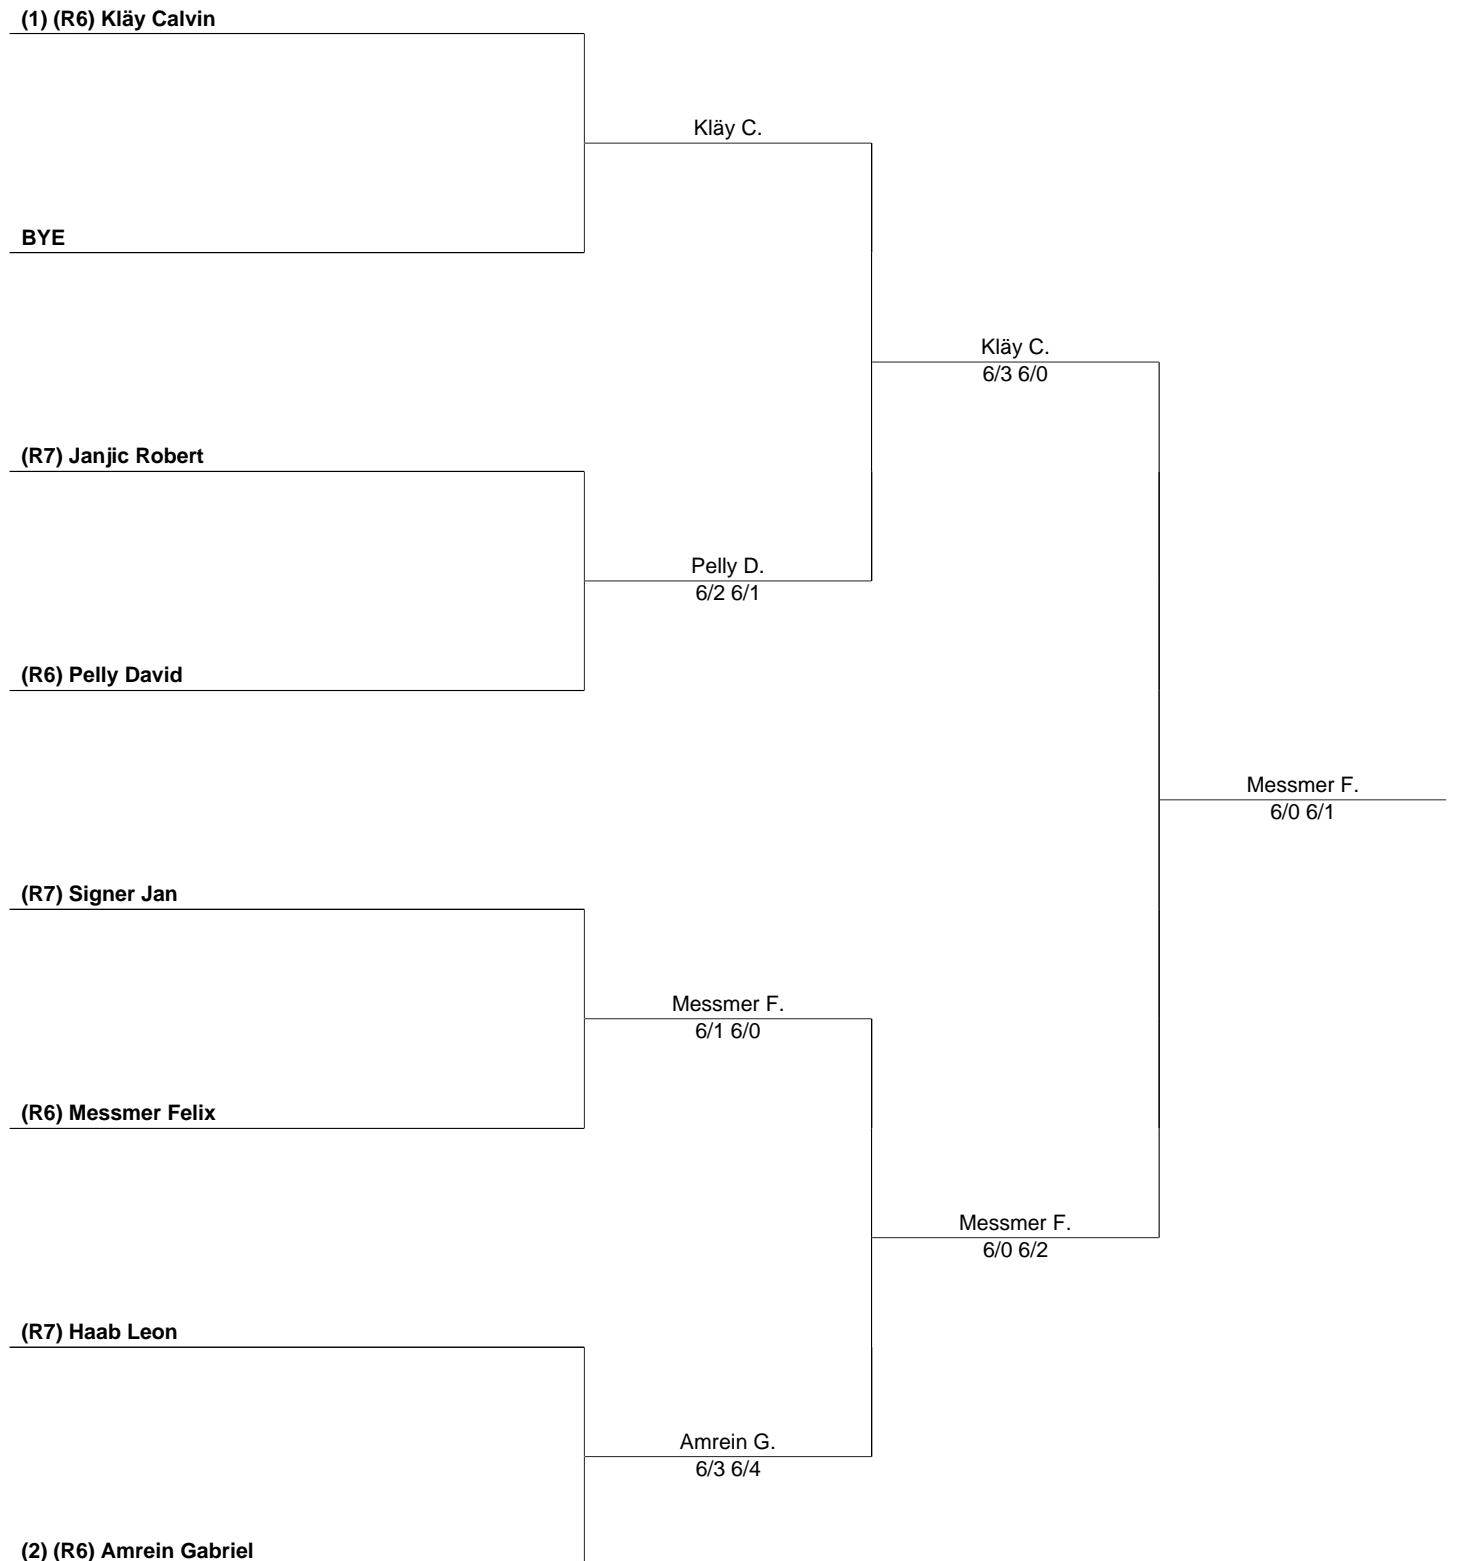 (1) (R6) Kläy Calvin
Kläy C.
BYE
Kläy C.
6/3 6/0
(R7) Janjic Robert
Pelly D.
6/2 6/1
(R6) Pelly David
Messmer F.
6/0 6/1
(R7) Signer Jan
Messmer F.
6/1 6/0
(R6) Messmer Felix
Messmer F.
6/0 6/2
(R7) Haab Leon
Amrein G.
6/3 6/4
(2) (R6) Amrein Gabriel